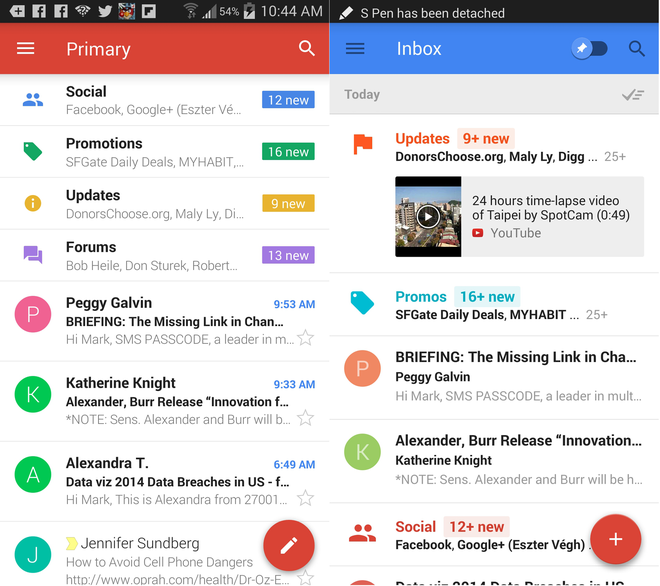 54% 10:44 AM
Primary
Social
Facebook, Google+ (Eszter Vé...
12 new
Promotions
SFGate Daily Deals, MYHABIT,...
16 new
Updates
DonorsChoose.org, Maly Ly, Di...
9 new
Forums
Bob Heile, Don Sturek, Robert...
13 new
P
Peggy Galvin
9:53 AM
BRIEFING: The Missing Link in Chan...
Hi Mark, SMS PASSCODE, a leader in m...
K
Katherine Knight
9:33 AM
Alexander, Burr Release “Innovation f...
*NOTE: Sens. Alexander and Burr will b...
A
Alexandra T.
6:49 AM
Data viz 2014 Data Breaches in US - f...
Hi Mark, This is Alexandra from 27001...
J
Jennifer Sundberg
How to Avoid Cell Phone Dangers
http://www.oprah.com/health/Dr-Oz-E...
S Pen has been detached
Inbox
Today
Updates 9+ new
DonorsChoose.org, Maly Ly, Digg ... 25+
24 hours time-lapse video
of Taipei by SpotCam (0:49)
YouTube
Promos 16+ new
SFGate Daily Deals, MYHABIT ... 25+
P
BRIEFING: The Missing Link in Cha...
Peggy Galvin
Hi Mark, SMS PASSCODE, a leader in mult...
K
Alexander, Burr Release “Innovation...
Katherine Knight
*NOTE: Sens. Alexander and Burr will be h...
Social 12+ new
Facebook, Google+ (Eszter Végh)
Data viz 2014 Data Breaches in US